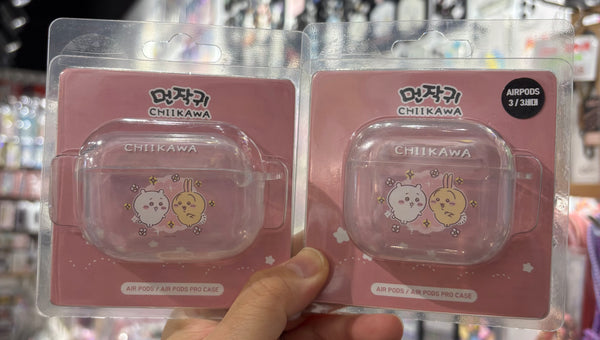 먼작귀
CHIIKAWA
CHIIKAWA
AIR PODS / AIR PODS PRO CASE
먼작귀
CHIIKAWA
AIRPODS
3 / 3세대
CHIIKAWA
AIR PODS / AIR PODS PRO CASE